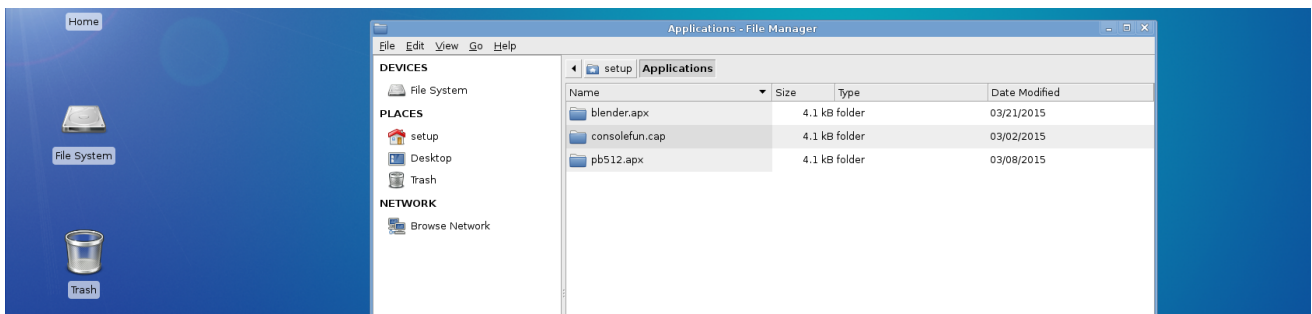 Home
File System
Trash
Applications - File Manager
File Edit View Go Help
DEVICES
File System
PLACES
setup
Desktop
Trash
NETWORK
Browse Network
setup Applications
Name Size Type Date Modified
blender.apx 4.1 kB folder 03/21/2015
consolefun.cap 4.1 kB folder 03/02/2015
pb512.apx 4.1 kB folder 03/08/2015